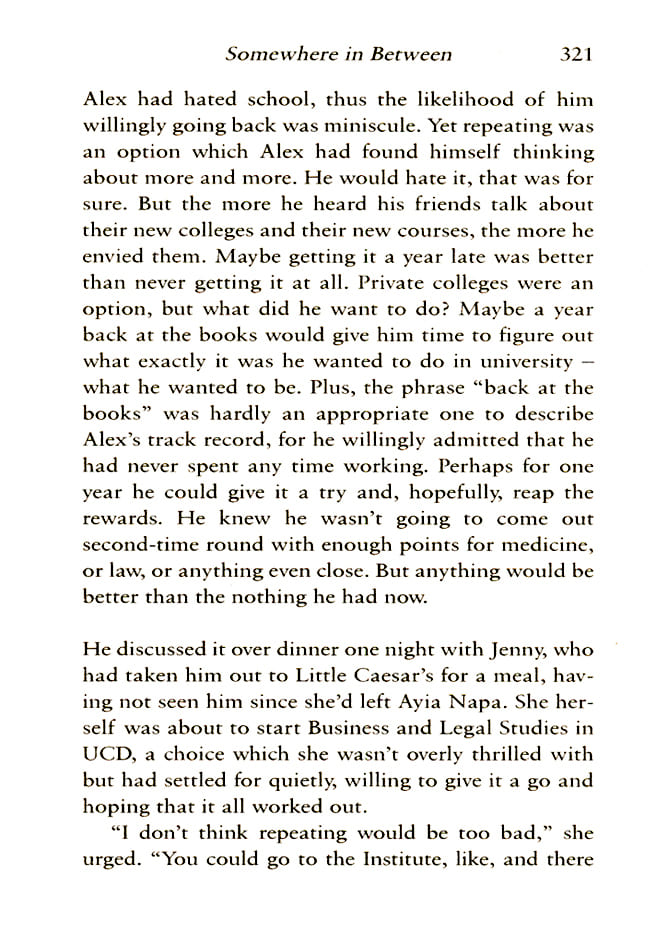 Somewhere in Between 321
Alex had hated school, thus the likelihood of him
willingly going back was miniscule. Yet repeating was
an option which Alex had found himself thinking
about more and more. He would hate it, that was for
sure. But the more he heard his friends talk about
their new colleges and their new courses, the more he
envied them. Maybe getting it a year late was better
than never getting it at all. Private colleges were an
option, but what did he want to do? Maybe a year
back at the books would give him time to figure out
what exactly it was he wanted to do in university –
what he wanted to be. Plus, the phrase “back at the
books” was hardly an appropriate one to describe
Alex’s track record, for he willingly admitted that he
had never spent any time working. Perhaps for one
year he could give it a try and, hopefully, reap the
rewards. He knew he wasn’t going to come out
second-time round with enough points for medicine,
or law, or anything even close. But anything would be
better than the nothing he had now.
He discussed it over dinner one night with Jenny, who
had taken him out to Little Caesar’s for a meal, hav-
ing not seen him since she’d left Ayia Napa. She her-
self was about to start Business and Legal Studies in
UCD, a choice which she wasn’t overly thrilled with
but had settled for quietly, willing to give it a go and
hoping that it all worked out.
“I don’t think repeating would be too bad,” she
urged. “You could go to the Institute, like, and there